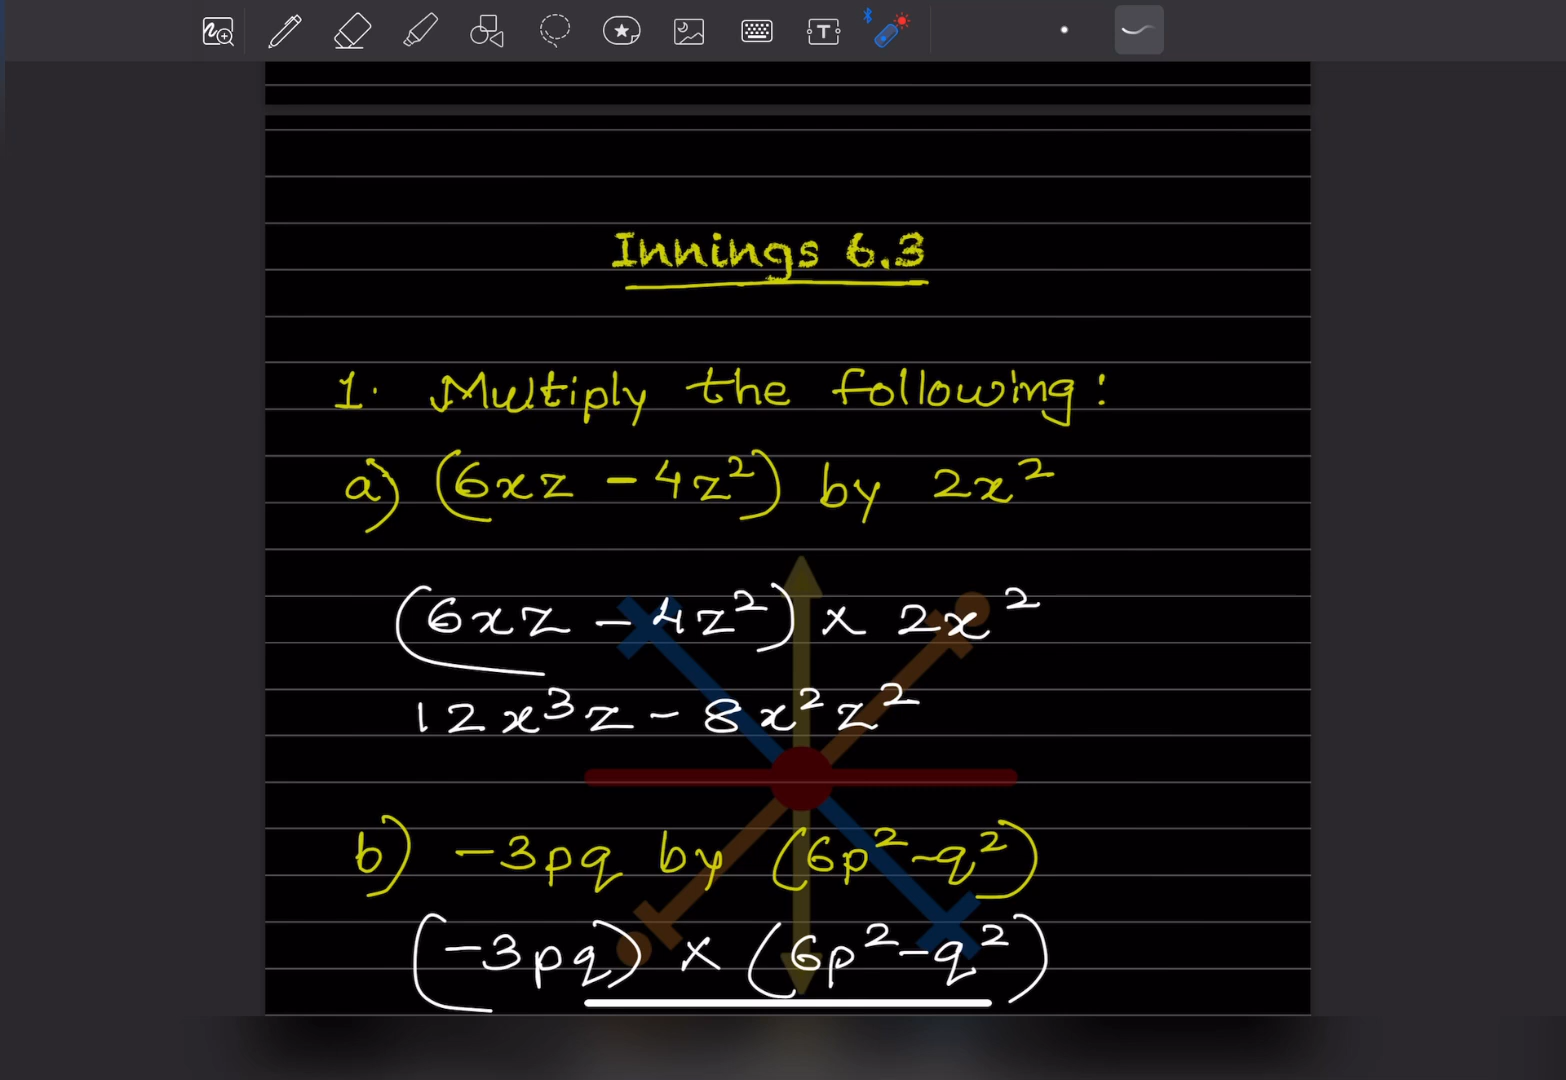 Innings 6.3
1. Multiply the following:
a) (6xz - 4z²) by 2x²
(6xz - 4z²) × 2x²
12x³z - 8x²z²
b) -3pq by (6p²-q²)
(-3pq) × (6p²-q²)